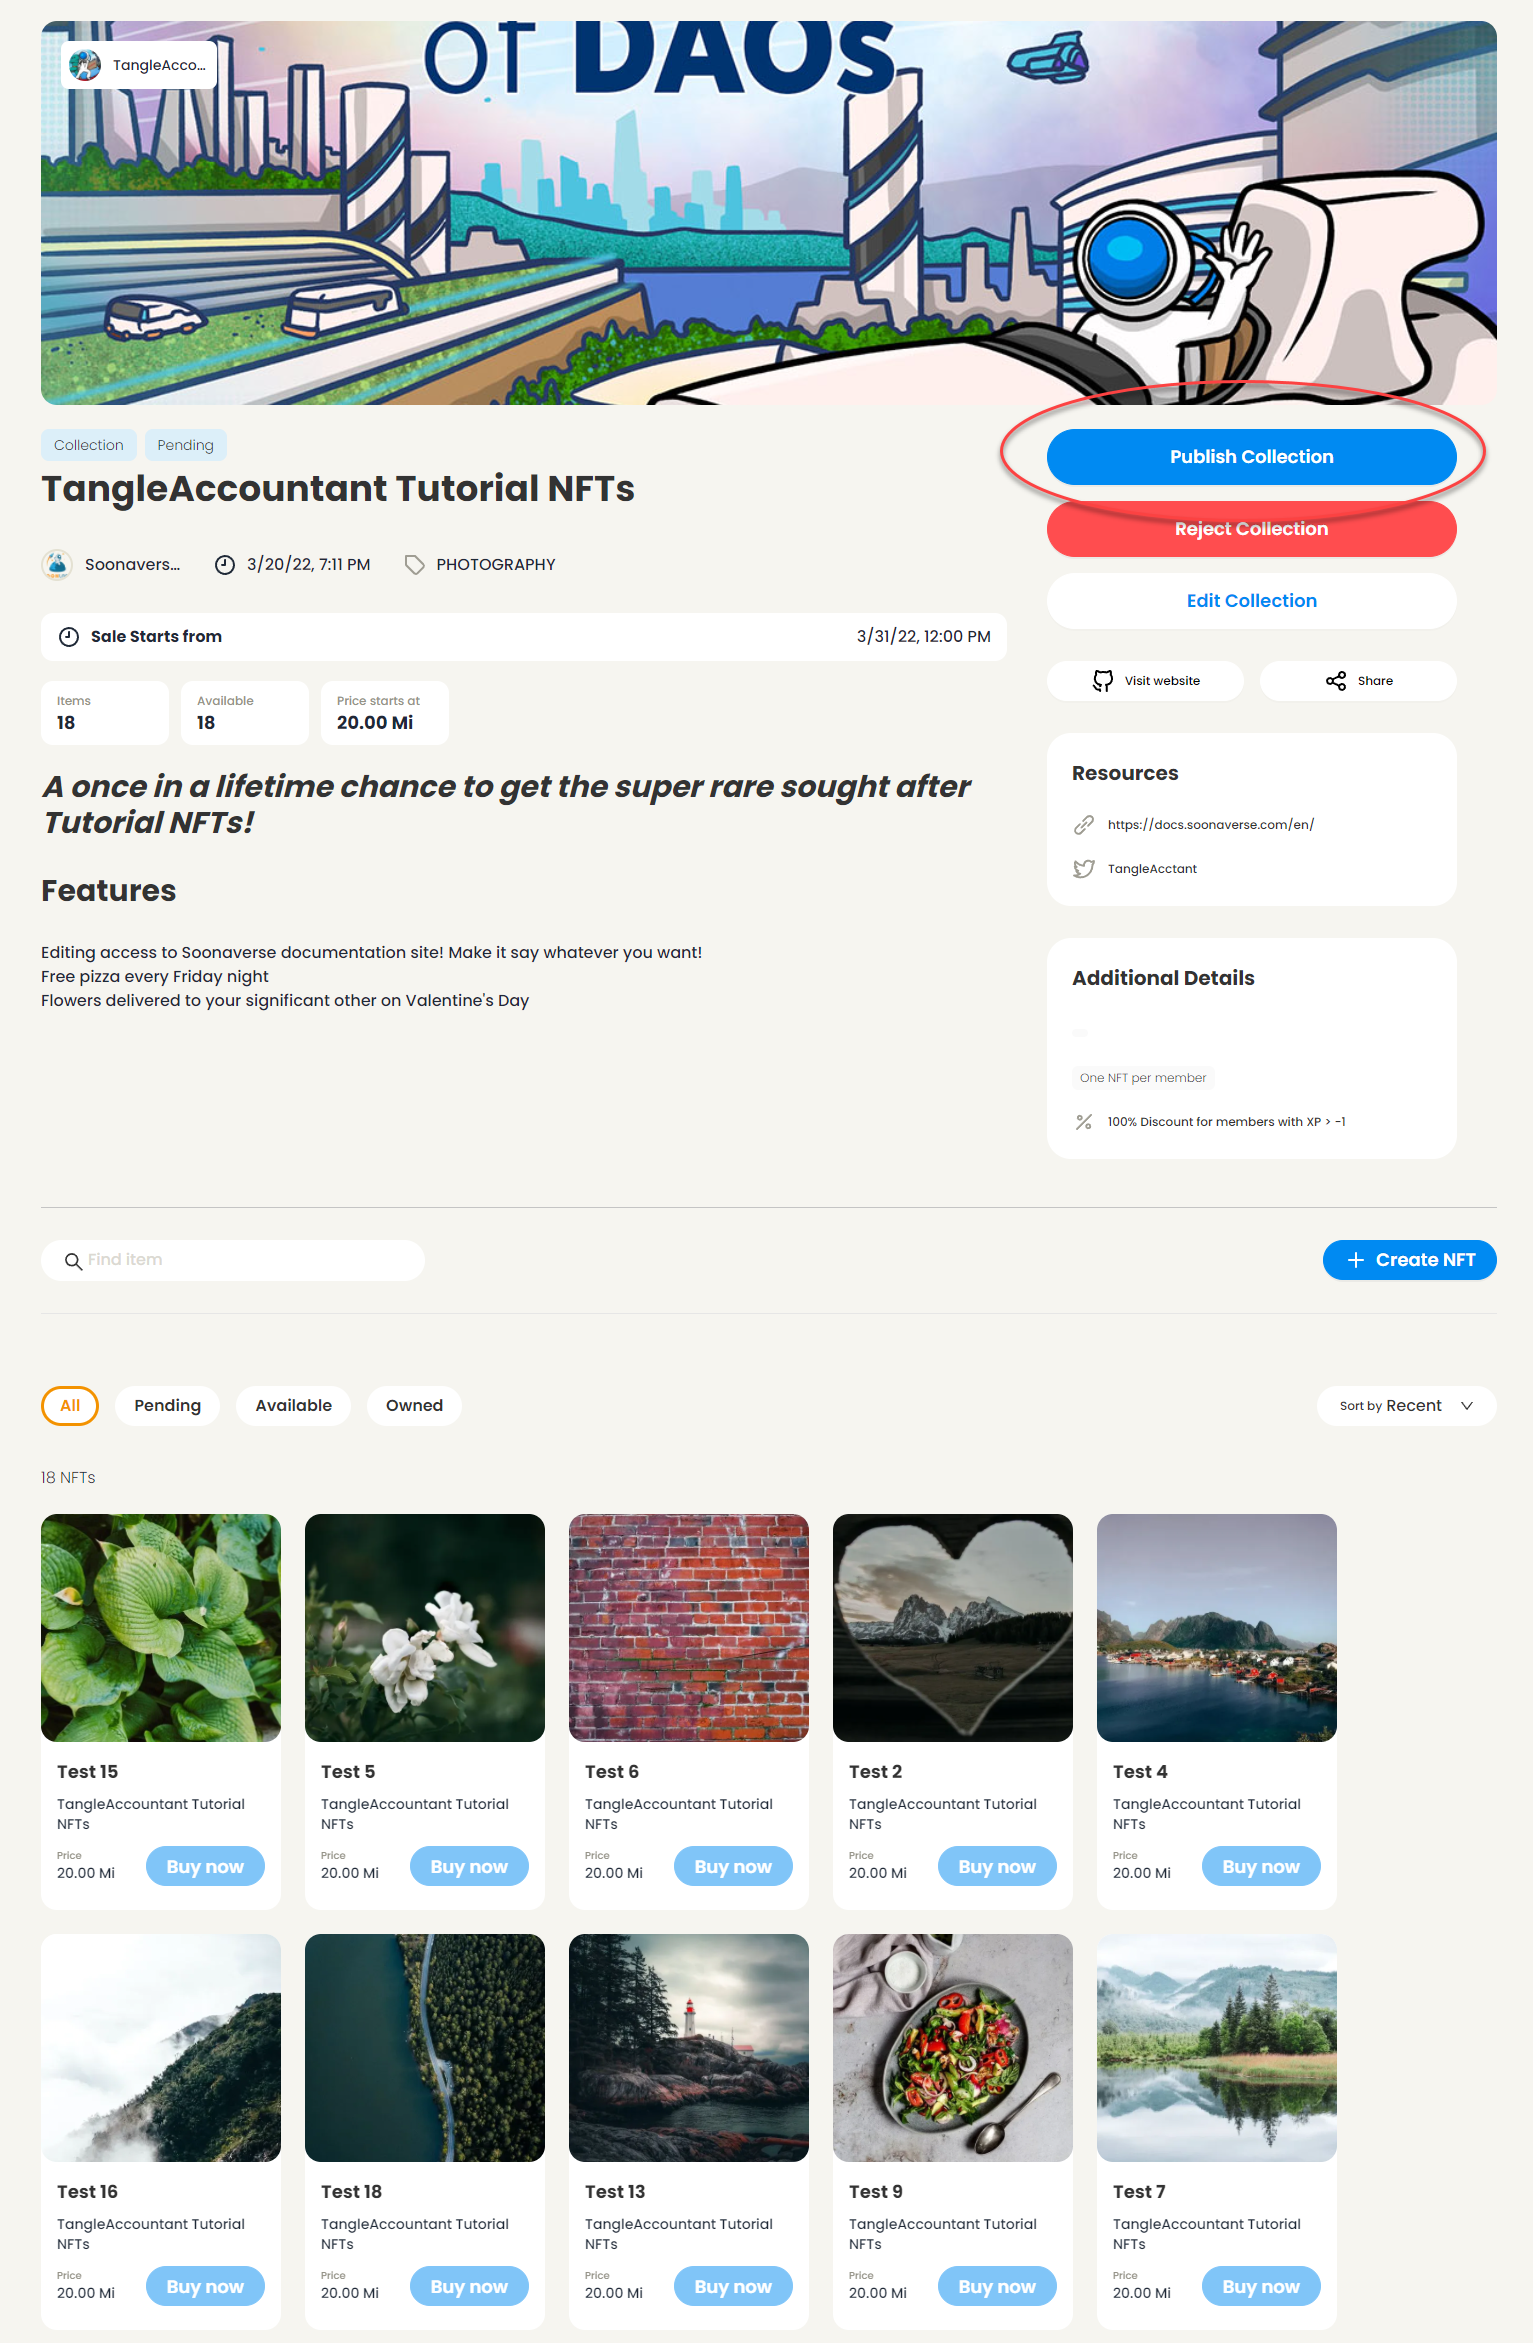 OF DAOs
TangleAcco...
Collection
Pending
TangleAccountant Tutorial NFTs
Soonavers...
3/20/22, 7:11 PM
PHOTOGRAPHY
Sale Starts from
3/31/22, 12:00 PM
Items
18
Available
18
Price starts at
20.00 Mi
A once in a lifetime chance to get the super rare sought after
Tutorial NFTs!
Features
Editing access to Soonaverse documentation site! Make it say whatever you want!
Free pizza every Friday night
Flowers delivered to your significant other on Valentine's Day
Publish Collection
Reject Collection
Edit Collection
Visit website
Share
Resources
https://docs.soonaverse.com/en/
TangleAcctant
Additional Details
One NFT per member
100% Discount for members with XP > -1
Find item
Create NFT
All
Pending
Available
Owned
Sort by Recent
18 NFTs
Test 15
TangleAccountant Tutorial
NFTs
Price
20.00 Mi
Buy now
Test 5
TangleAccountant Tutorial
NFTs
Price
20.00 Mi
Buy now
Test 6
TangleAccountant Tutorial
NFTs
Price
20.00 Mi
Buy now
Test 2
TangleAccountant Tutorial
NFTs
Price
20.00 Mi
Buy now
Test 4
TangleAccountant Tutorial
NFTs
Price
20.00 Mi
Buy now
Test 16
TangleAccountant Tutorial
NFTs
Price
20.00 Mi
Buy now
Test 18
TangleAccountant Tutorial
NFTs
Price
20.00 Mi
Buy now
Test 13
TangleAccountant Tutorial
NFTs
Price
20.00 Mi
Buy now
Test 9
TangleAccountant Tutorial
NFTs
Price
20.00 Mi
Buy now
Test 7
TangleAccountant Tutorial
NFTs
Price
20.00 Mi
Buy now